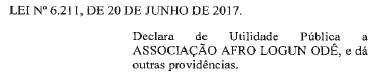 LEI Nº 6.211, DE 20 DE JUNHO DE 2017.
Declara de Utilidade Pública a
ASSOCIAÇÃO AFRO LOGUN ODÊ, e dá
outras providências.